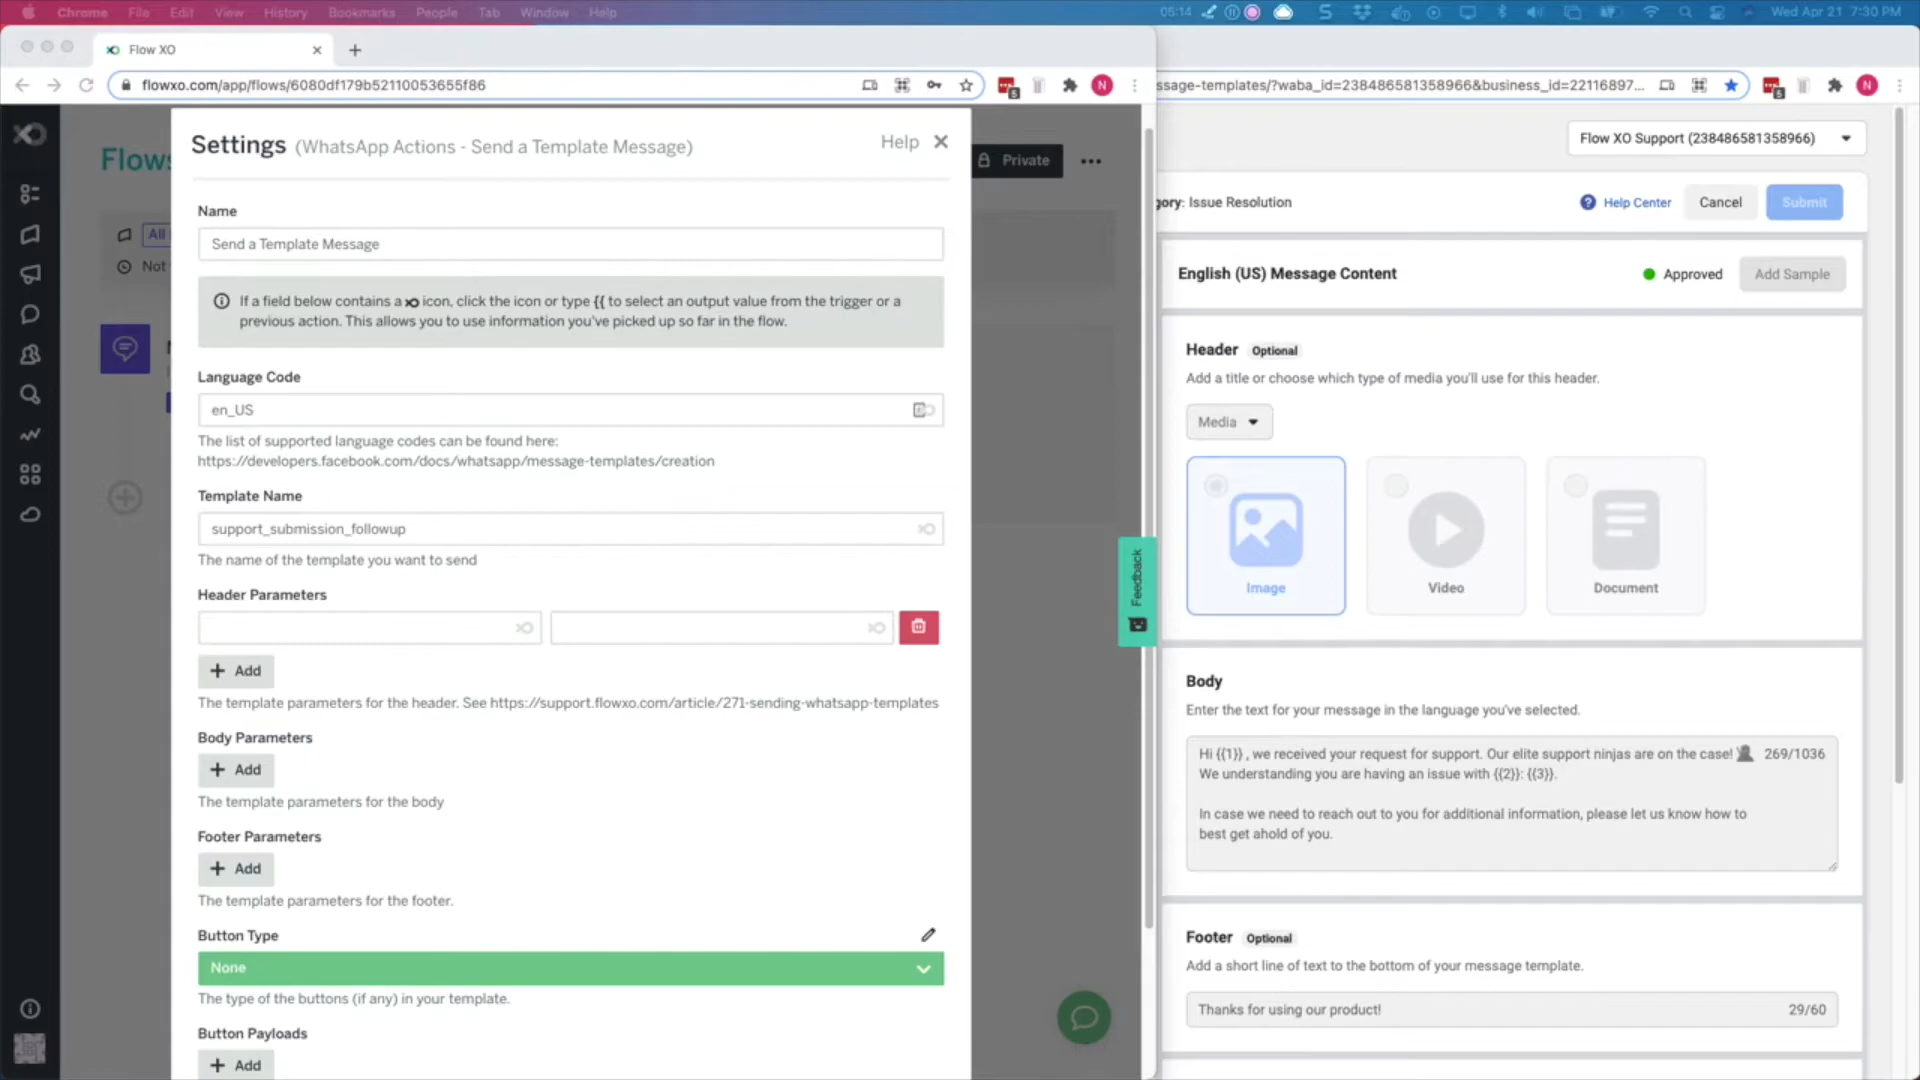 Chrome File Edit View History Bookmarks People Tab Window Help
05:14
Wed Apr 21 7:30 PM
Flow XO
flowxo.com/app/flows/6080df179b52110053655f86
5
N
ssage-templates/?waba_id=238486581358966&business_id=22116897...
5
N
Flows
All
Not
Settings (WhatsApp Actions - Send a Template Message)
Help
Private
Name
Send a Template Message
If a field below contains a icon, click the icon or type {{ to select an output value from the trigger or a
previous action. This allows you to use information you've picked up so far in the flow.
Language Code
en_US
The list of supported language codes can be found here:
https://developers.facebook.com/docs/whatsapp/message-templates/creation
Template Name
support_submission_followup
The name of the template you want to send
Header Parameters
+ Add
The template parameters for the header. See https://support.flowxo.com/article/271-sending-whatsapp-templates
Body Parameters
+ Add
The template parameters for the body
Footer Parameters
+ Add
The template parameters for the footer.
Button Type
None
The type of the buttons (if any) in your template.
Button Payloads
+ Add
Feedback
Flow XO Support (238486581358966)
gory: Issue Resolution
Help Center
Cancel
Submit
English (US) Message Content
Approved
Add Sample
Header Optional
Add a title or choose which type of media you'll use for this header.
Media
Image
Video
Document
Body
Enter the text for your message in the language you've selected.
Hi {{1}} , we received your request for support. Our elite support ninjas are on the case! 269/1036
We understanding you are having an issue with {{2}}: {{3}}.
In case we need to reach out to you for additional information, please let us know how to
best get ahold of you.
Footer Optional
Add a short line of text to the bottom of your message template.
Thanks for using our product! 29/60